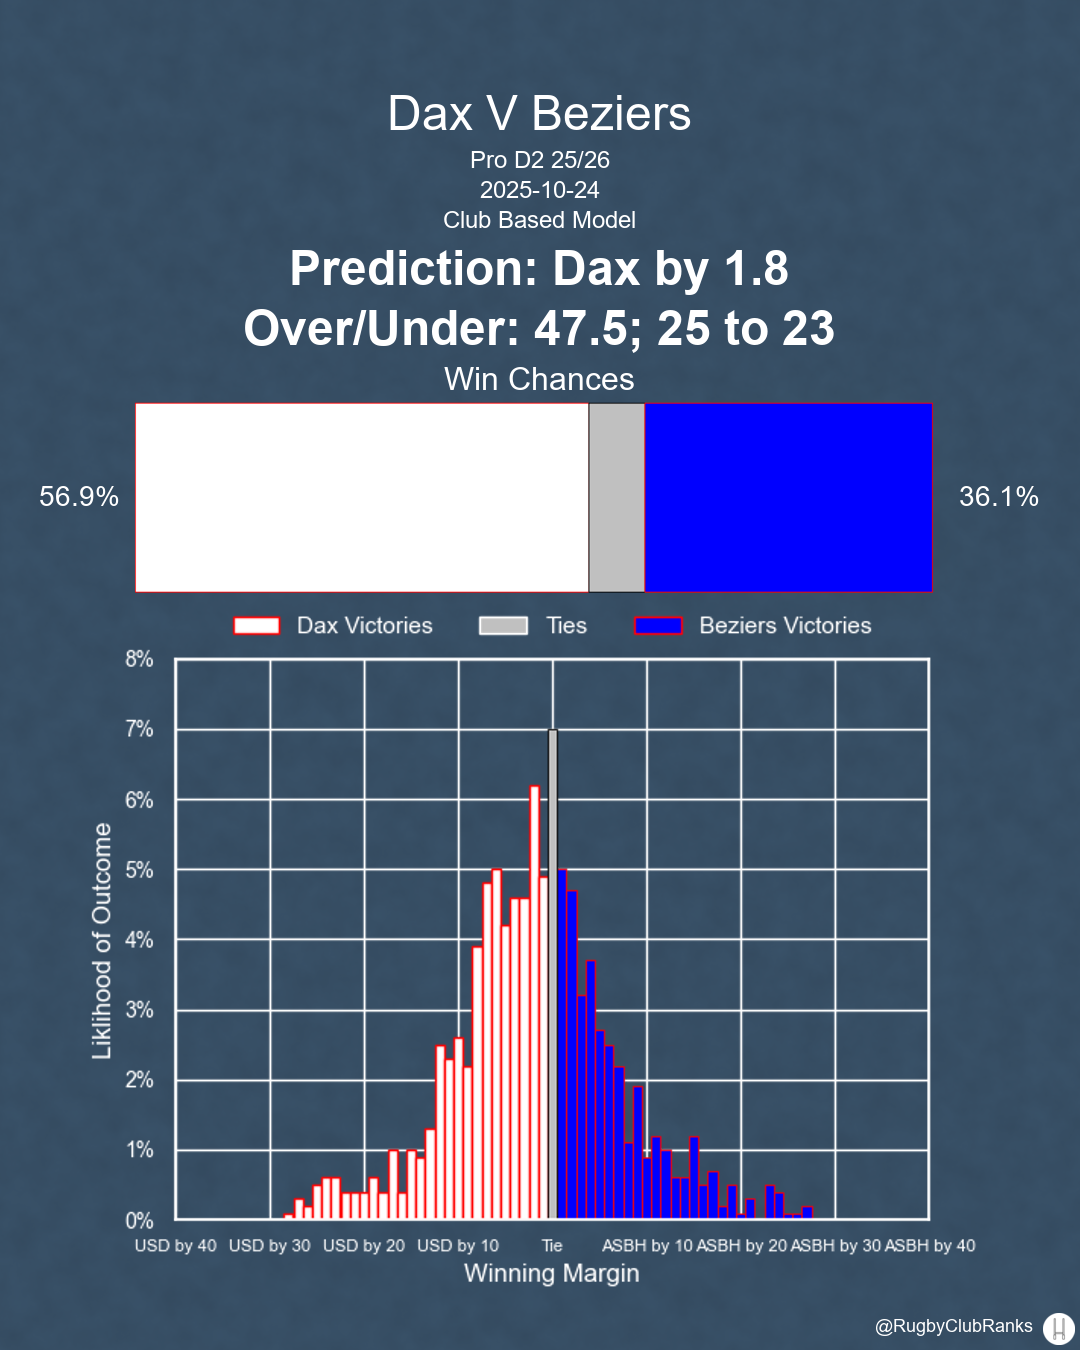 Dax V Beziers
Pro D2 25/26
2025-10-24
Club Based Model
Prediction: Dax by 1.8
Over/Under: 47.5; 25 to 23
Win Chances
56.9%
36.1%
Dax Victories
Ties
Beziers Victories
8%
7%
6%
5%
4%
3%
2%
1%
0%
Liklihood of Outcome
USD by 40
USD by 30
USD by 20
USD by 10
Tie
ASBH by 10
ASBH by 20
ASBH by 30
ASBH by 40
Winning Margin
@RugbyClubRanks